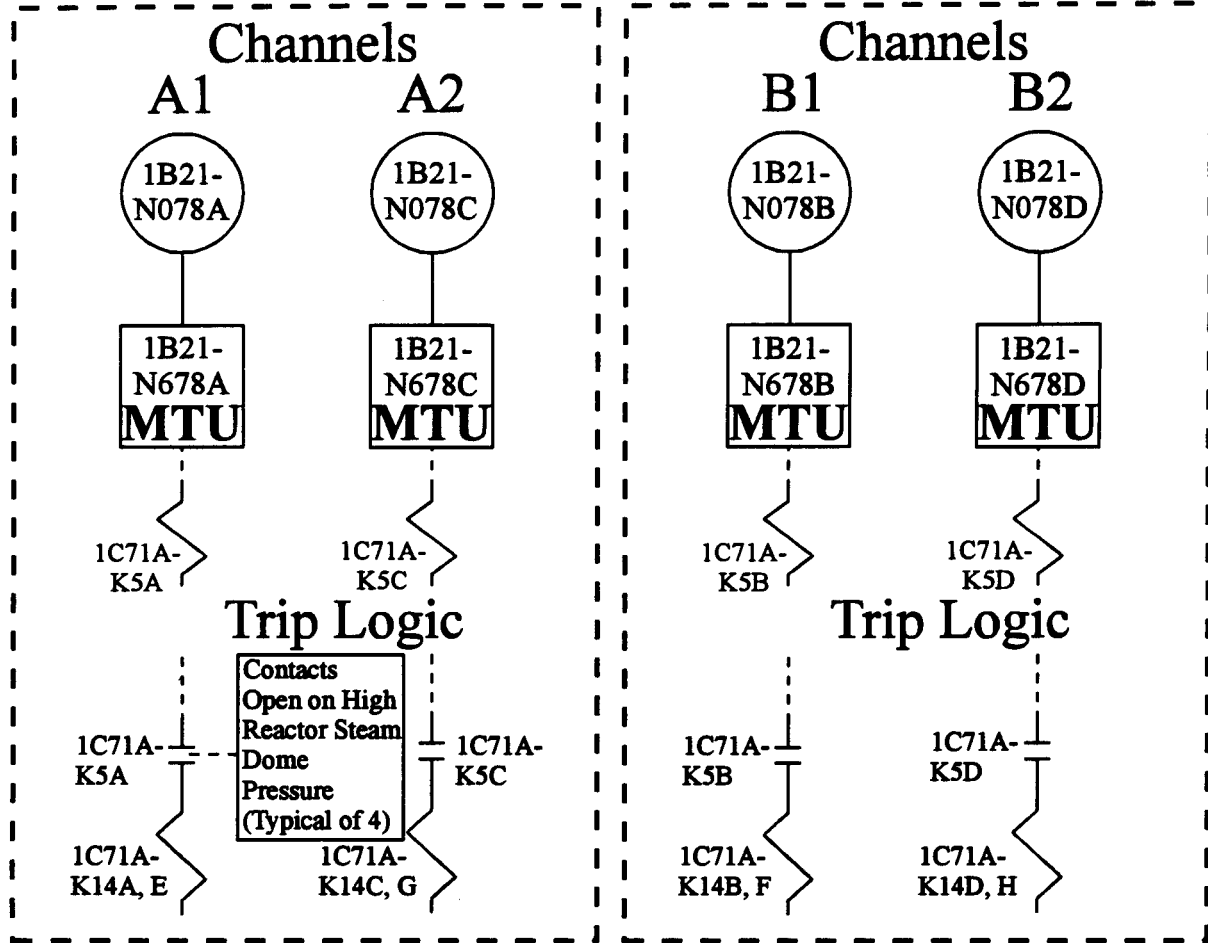 Channels
A1
A2
1B21-
N078A
1B21-
N078C
1B21-
N678A
MTU
1B21-
N678C
MTU
1C71A-
K5A
1C71A-
K5C
Trip Logic
Contacts
Open on High
Reactor Steam
Dome
Pressure
(Typical of 4)
1C71A-
K5A
1C71A-
K5C
1C71A-
K14A, E
1C71A-
K14C, G
Channels
B1
B2
1B21-
N078B
1B21-
N078D
1B21-
N678B
MTU
1B21-
N678D
MTU
1C71A-
K5B
1C71A-
K5D
Trip Logic
1C71A-
K5B
1C71A-
K5D
1C71A-
K14B, F
1C71A-
K14D, H